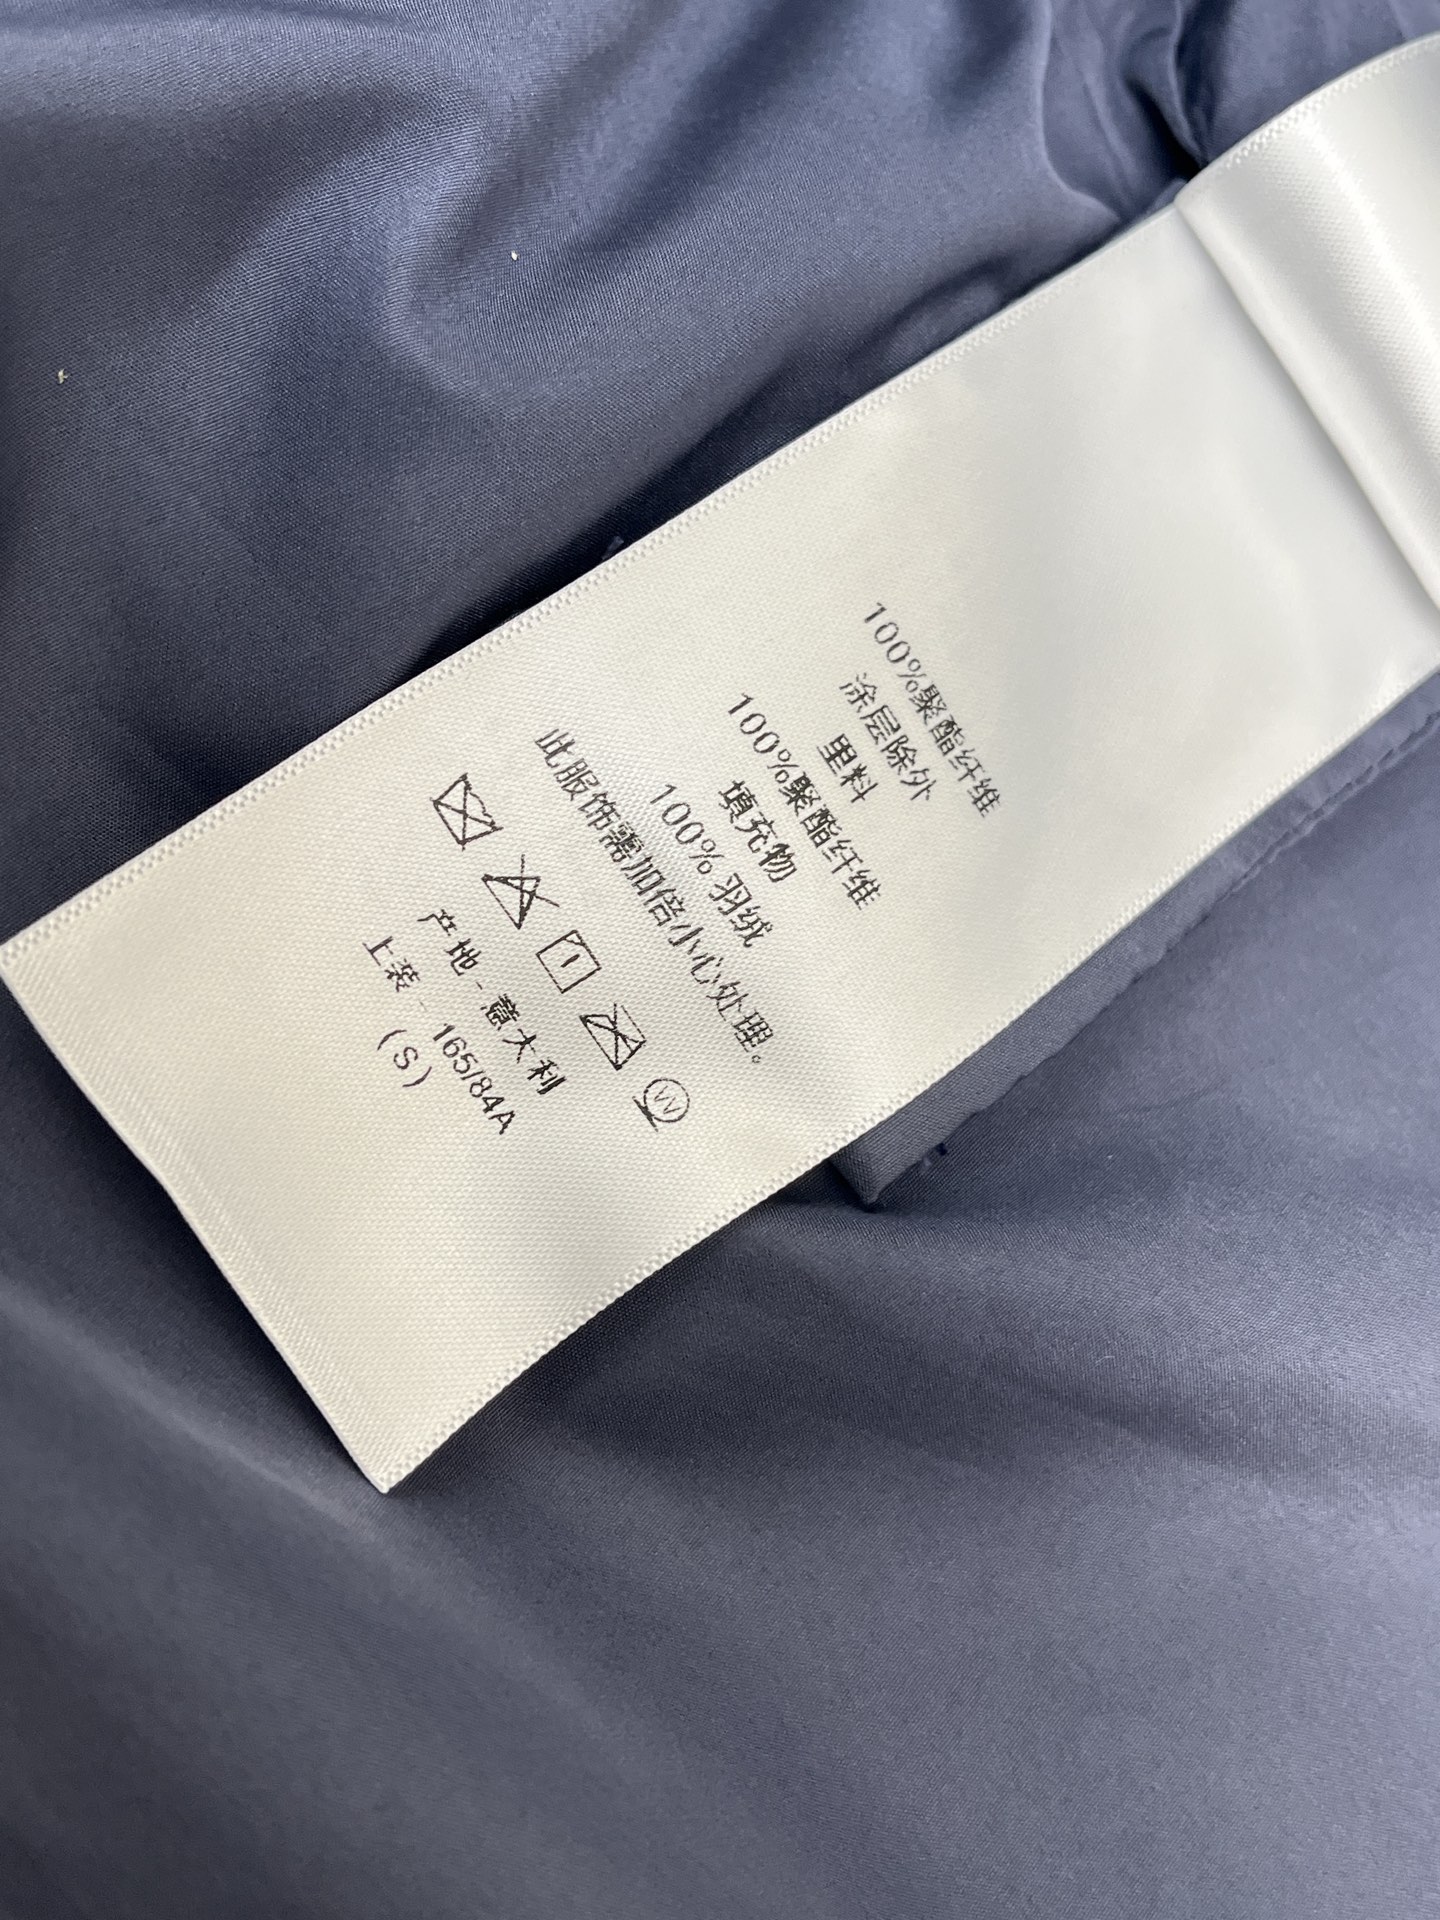 100%聚酯纤维
涂层除外
里料
100%聚酯纤维
填充物
100% 羽绒
此服饰需加倍小心处理。
W
产地 - 意大利
上装 - 165/84A
(S)